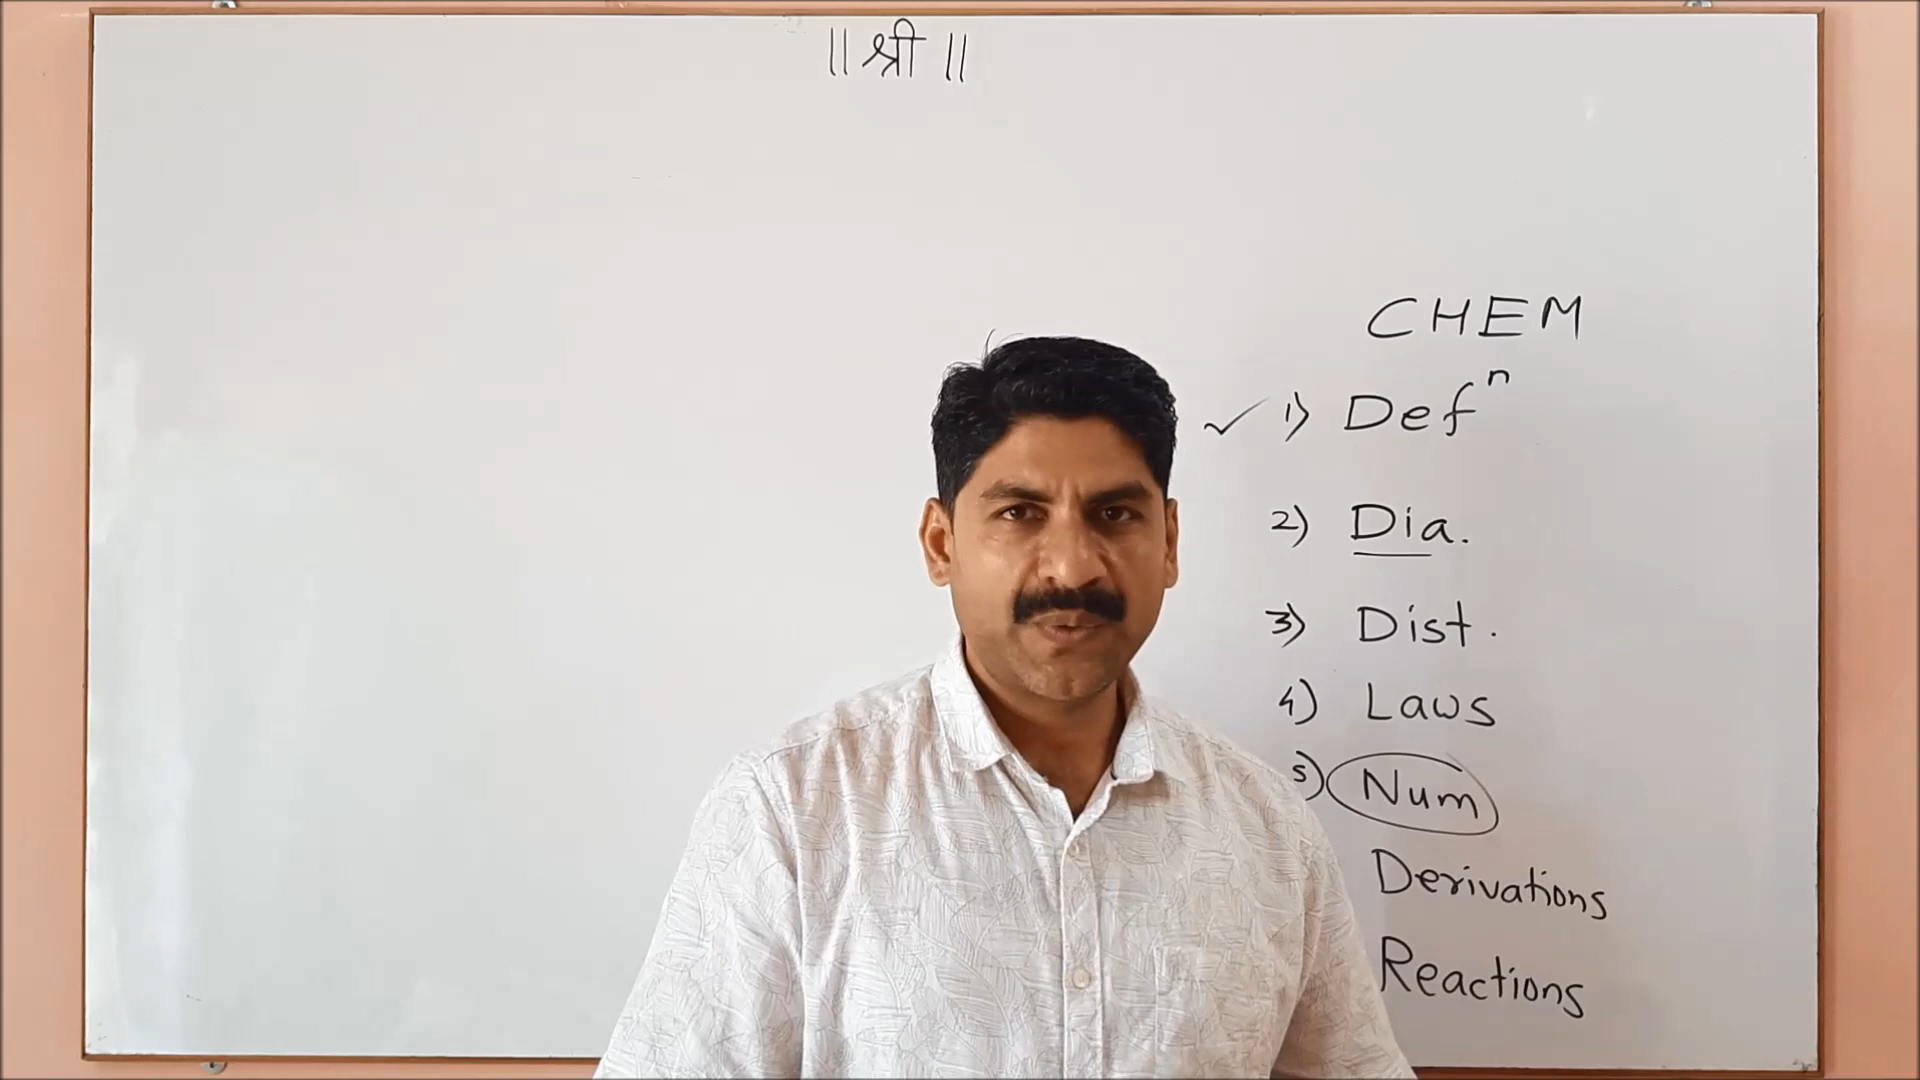 || श्री ||
CHEM
✓ 1) Defⁿ
2) Dia.
3) Dist.
4) Laws
5) Num
Derivations
Reactions